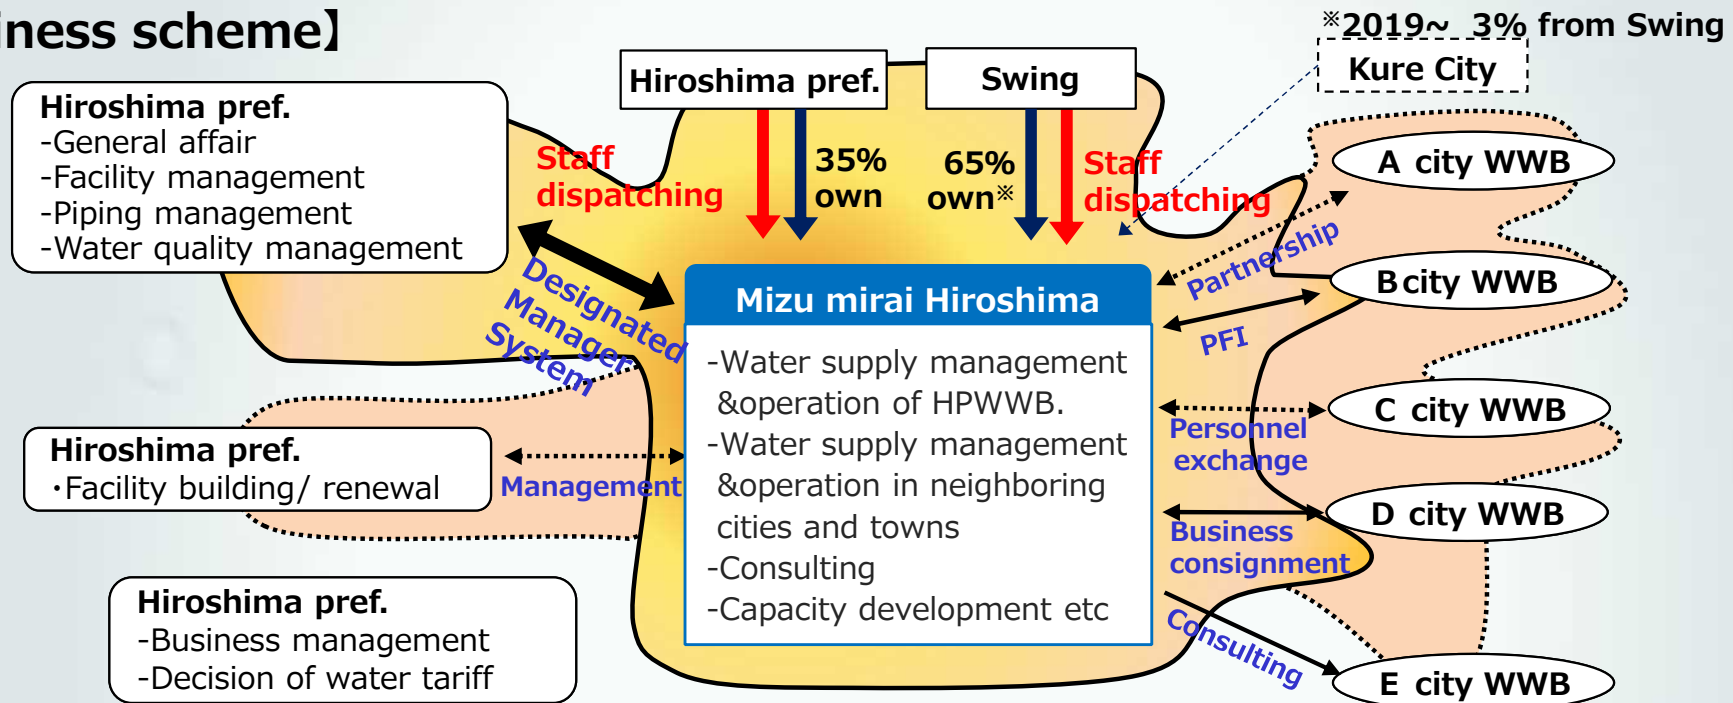 iness scheme】
※2019~ 3% from Swing
Kure City
Hiroshima pref.
Swing
Hiroshima pref.
-General affair
-Facility management
-Piping management
-Water quality management
Staff
dispatching
35%
own
65%
own※
Staff
dispatching
A city WWB
Partnership
B city WWB
PFI
Designated
Manager
System
Mizu mirai Hiroshima
-Water supply management
&operation of HPWWB.
-Water supply management
&operation in neighboring
cities and towns
-Consulting
-Capacity development etc
C city WWB
Personnel
exchange
Hiroshima pref.
・Facility building/ renewal
Management
D city WWB
Business
consignment
Hiroshima pref.
-Business management
-Decision of water tariff
Consulting
E city WWB